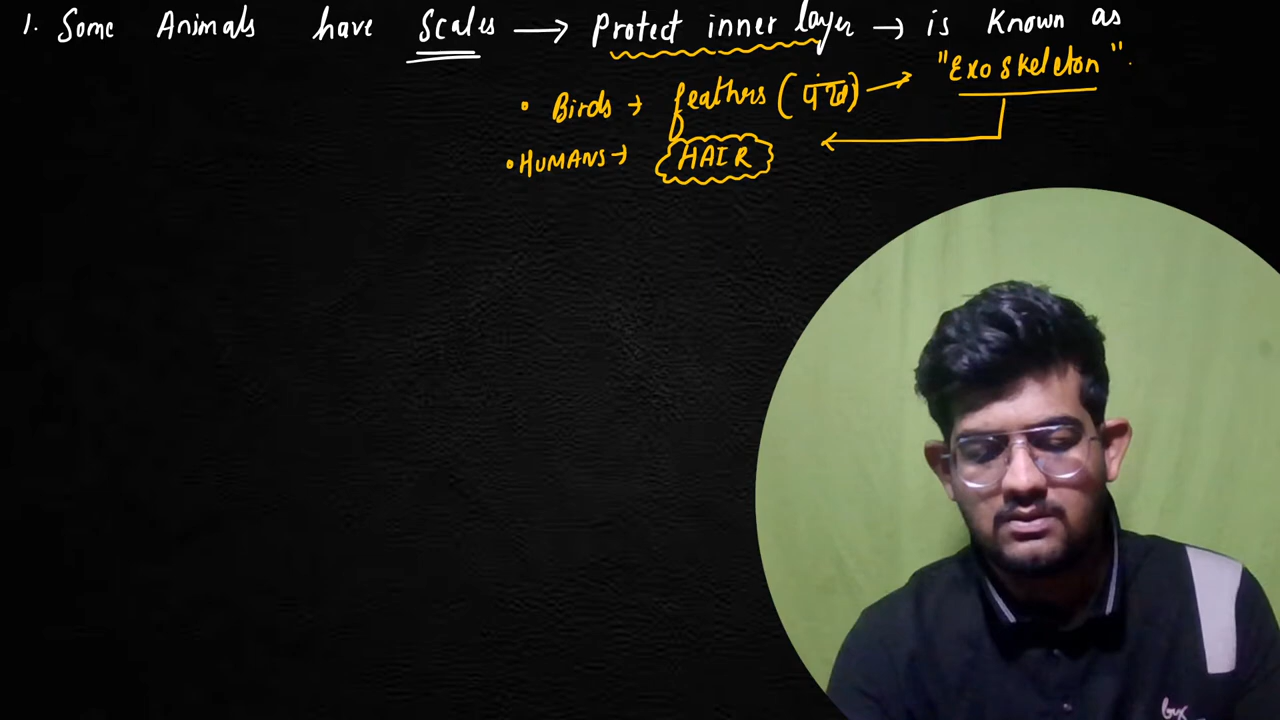 1. Some Animals have Scales → Protect inner layer → is known as
"Exoskeleton".
• Birds → feathers (पंख) →
• HUMANS → HAIR